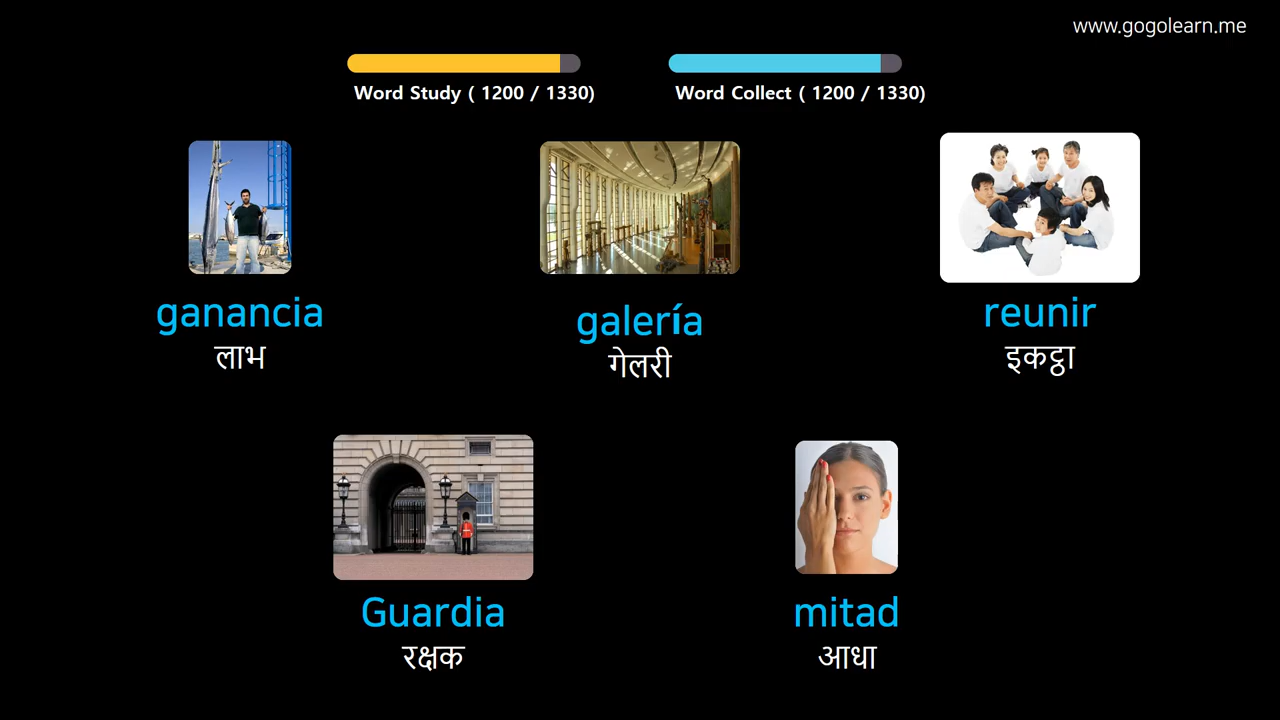 www.gogolearn.me
Word Study ( 1200 / 1330)
Word Collect ( 1200 / 1330)
ganancia
लाभ
galería
गेलरी
reunir
इकट्ठा
Guardia
रक्षक
mitad
आधा